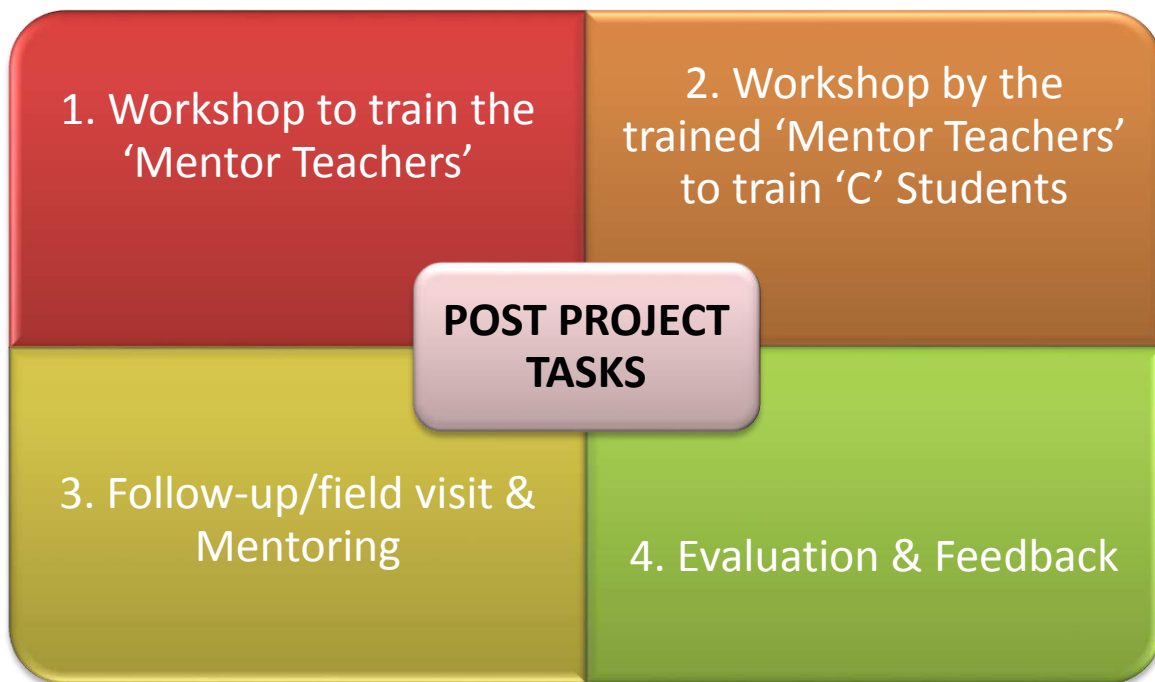 1. Workshop to train the
‘Mentor Teachers’
2. Workshop by the
trained ‘Mentor Teachers’
to train ‘C’ Students
POST PROJECT
TASKS
3. Follow-up/field visit &
Mentoring
4. Evaluation & Feedback